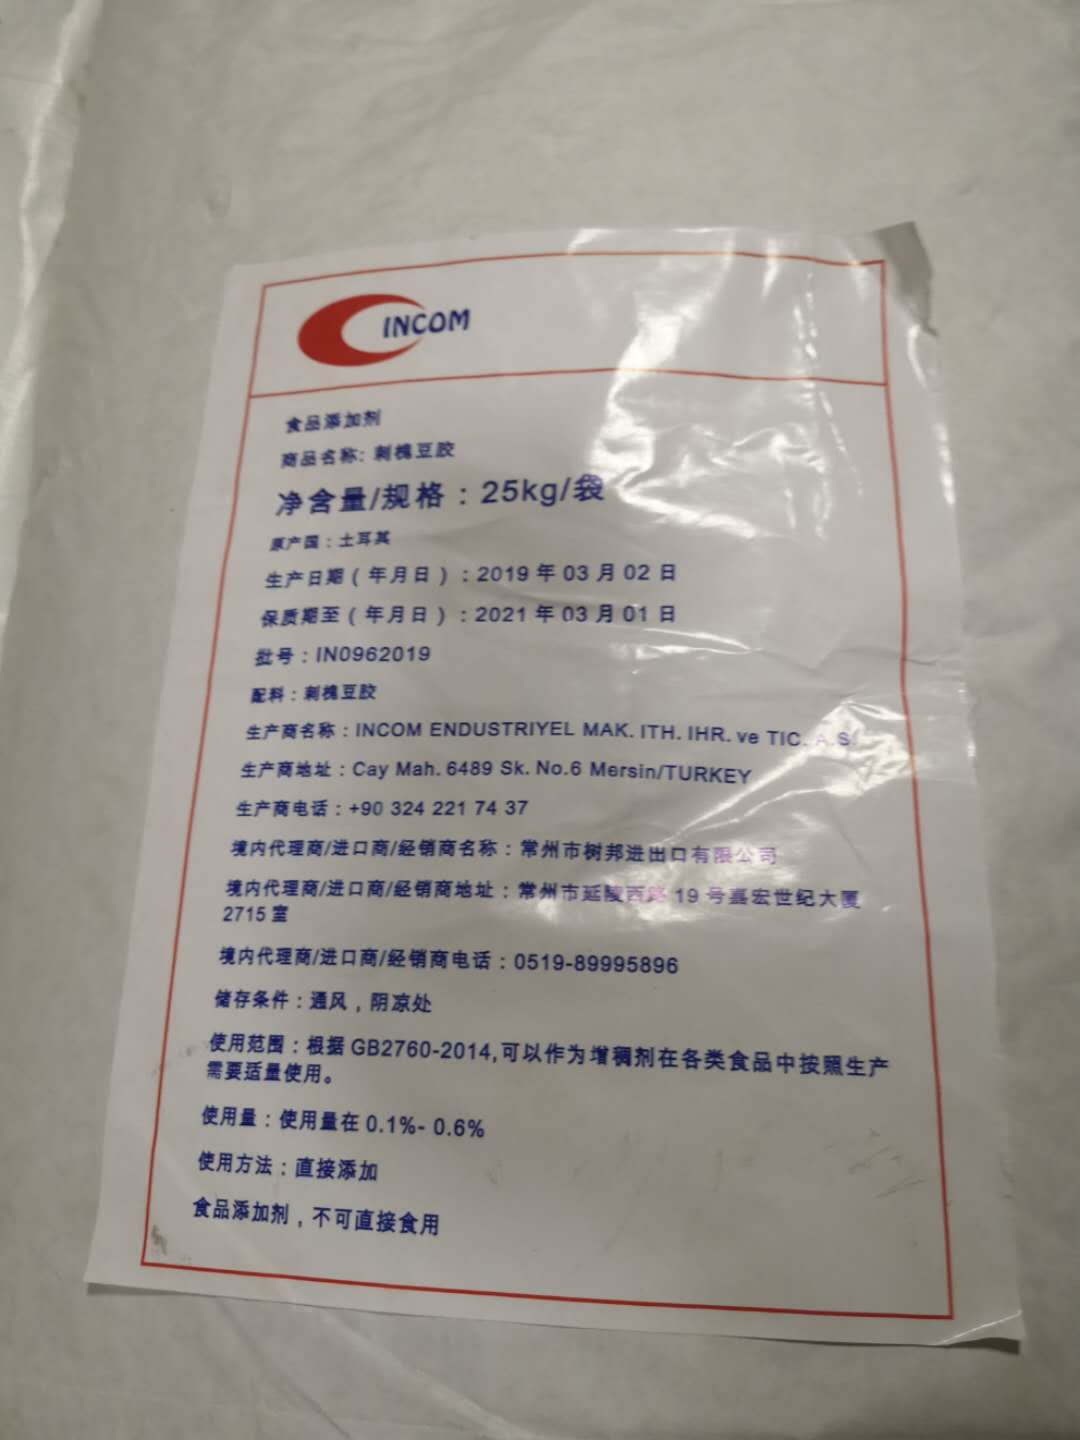 INCOM
食品添加剂
商品名称: 刺槐豆胶
净含量/规格：25kg/袋
原产国：土耳其
生产日期（年月日）：2019 年 03 月 02 日
保质期至（年月日）：2021 年 03 月 01 日
批号：IN0962019
配料：刺槐豆胶
生产商名称：INCOM ENDUSTRIYEL MAK. ITH. IHR. ve TIC. A.S.
生产商地址：Cay Mah. 6489 Sk. No.6 Mersin/TURKEY
生产商电话：+90 324 221 74 37
境内代理商/进口商/经销商名称：常州市树邦进出口有限公司
境内代理商/进口商/经销商地址：常州市延陵西路 19 号嘉宏世纪大厦
2715 室
境内代理商/进口商/经销商电话：0519-89995896
储存条件：通风，阴凉处
使用范围：根据 GB2760-2014,可以作为增稠剂在各类食品中按照生产
需要适量使用。
使用量：使用量在 0.1%- 0.6%
使用方法：直接添加
食品添加剂，不可直接食用